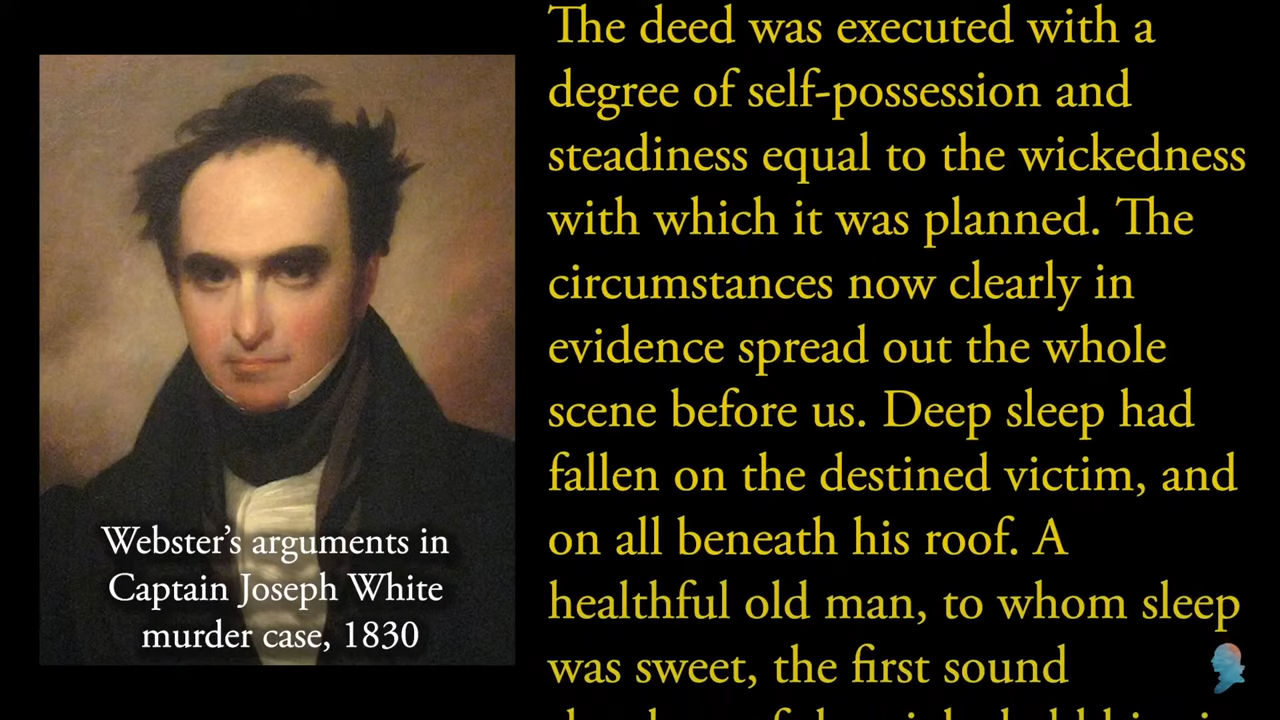 The deed was executed with a
degree of self-possession and
steadiness equal to the wickedness
with which it was planned. The
circumstances now clearly in
evidence spread out the whole
scene before us. Deep sleep had
fallen on the destined victim, and
on all beneath his roof. A
healthful old man, to whom sleep
was sweet, the first sound
Webster's arguments in
Captain Joseph White
murder case, 1830